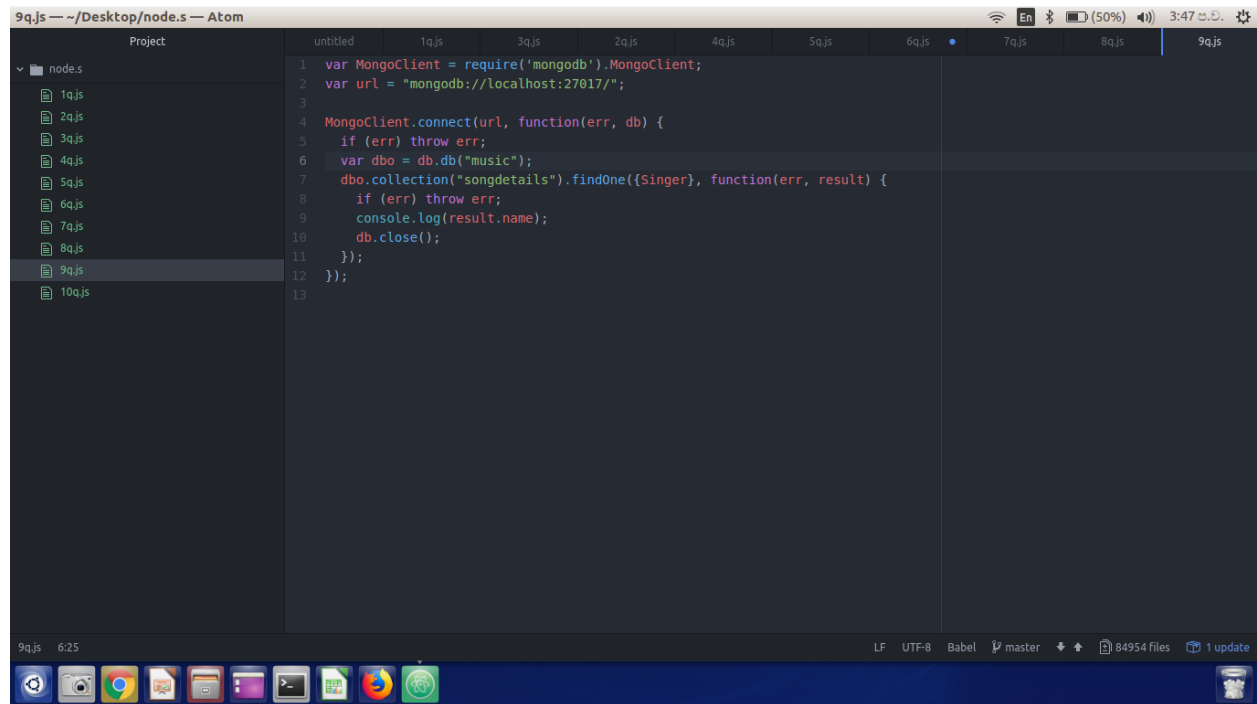 9q.js — ~/Desktop/node.s — Atom
En (50%) 3:47 ප.ව.
Project
untitled 1q.js 3q.js 2q.js 4q.js 5q.js 6q.js 7q.js 8q.js 9q.js
node.s
1q.js
2q.js
3q.js
4q.js
5q.js
6q.js
7q.js
8q.js
9q.js
10q.js
1 var MongoClient = require('mongodb').MongoClient;
2 var url = "mongodb://localhost:27017/";
3
4 MongoClient.connect(url, function(err, db) {
5 if (err) throw err;
6 var dbo = db.db("music");
7 dbo.collection("songdetails").findOne({Singer}, function(err, result) {
8 if (err) throw err;
9 console.log(result.name);
10 db.close();
11 });
12 });
13
9q.js 6:25
LF UTF-8 Babel master 84954 files 1 update